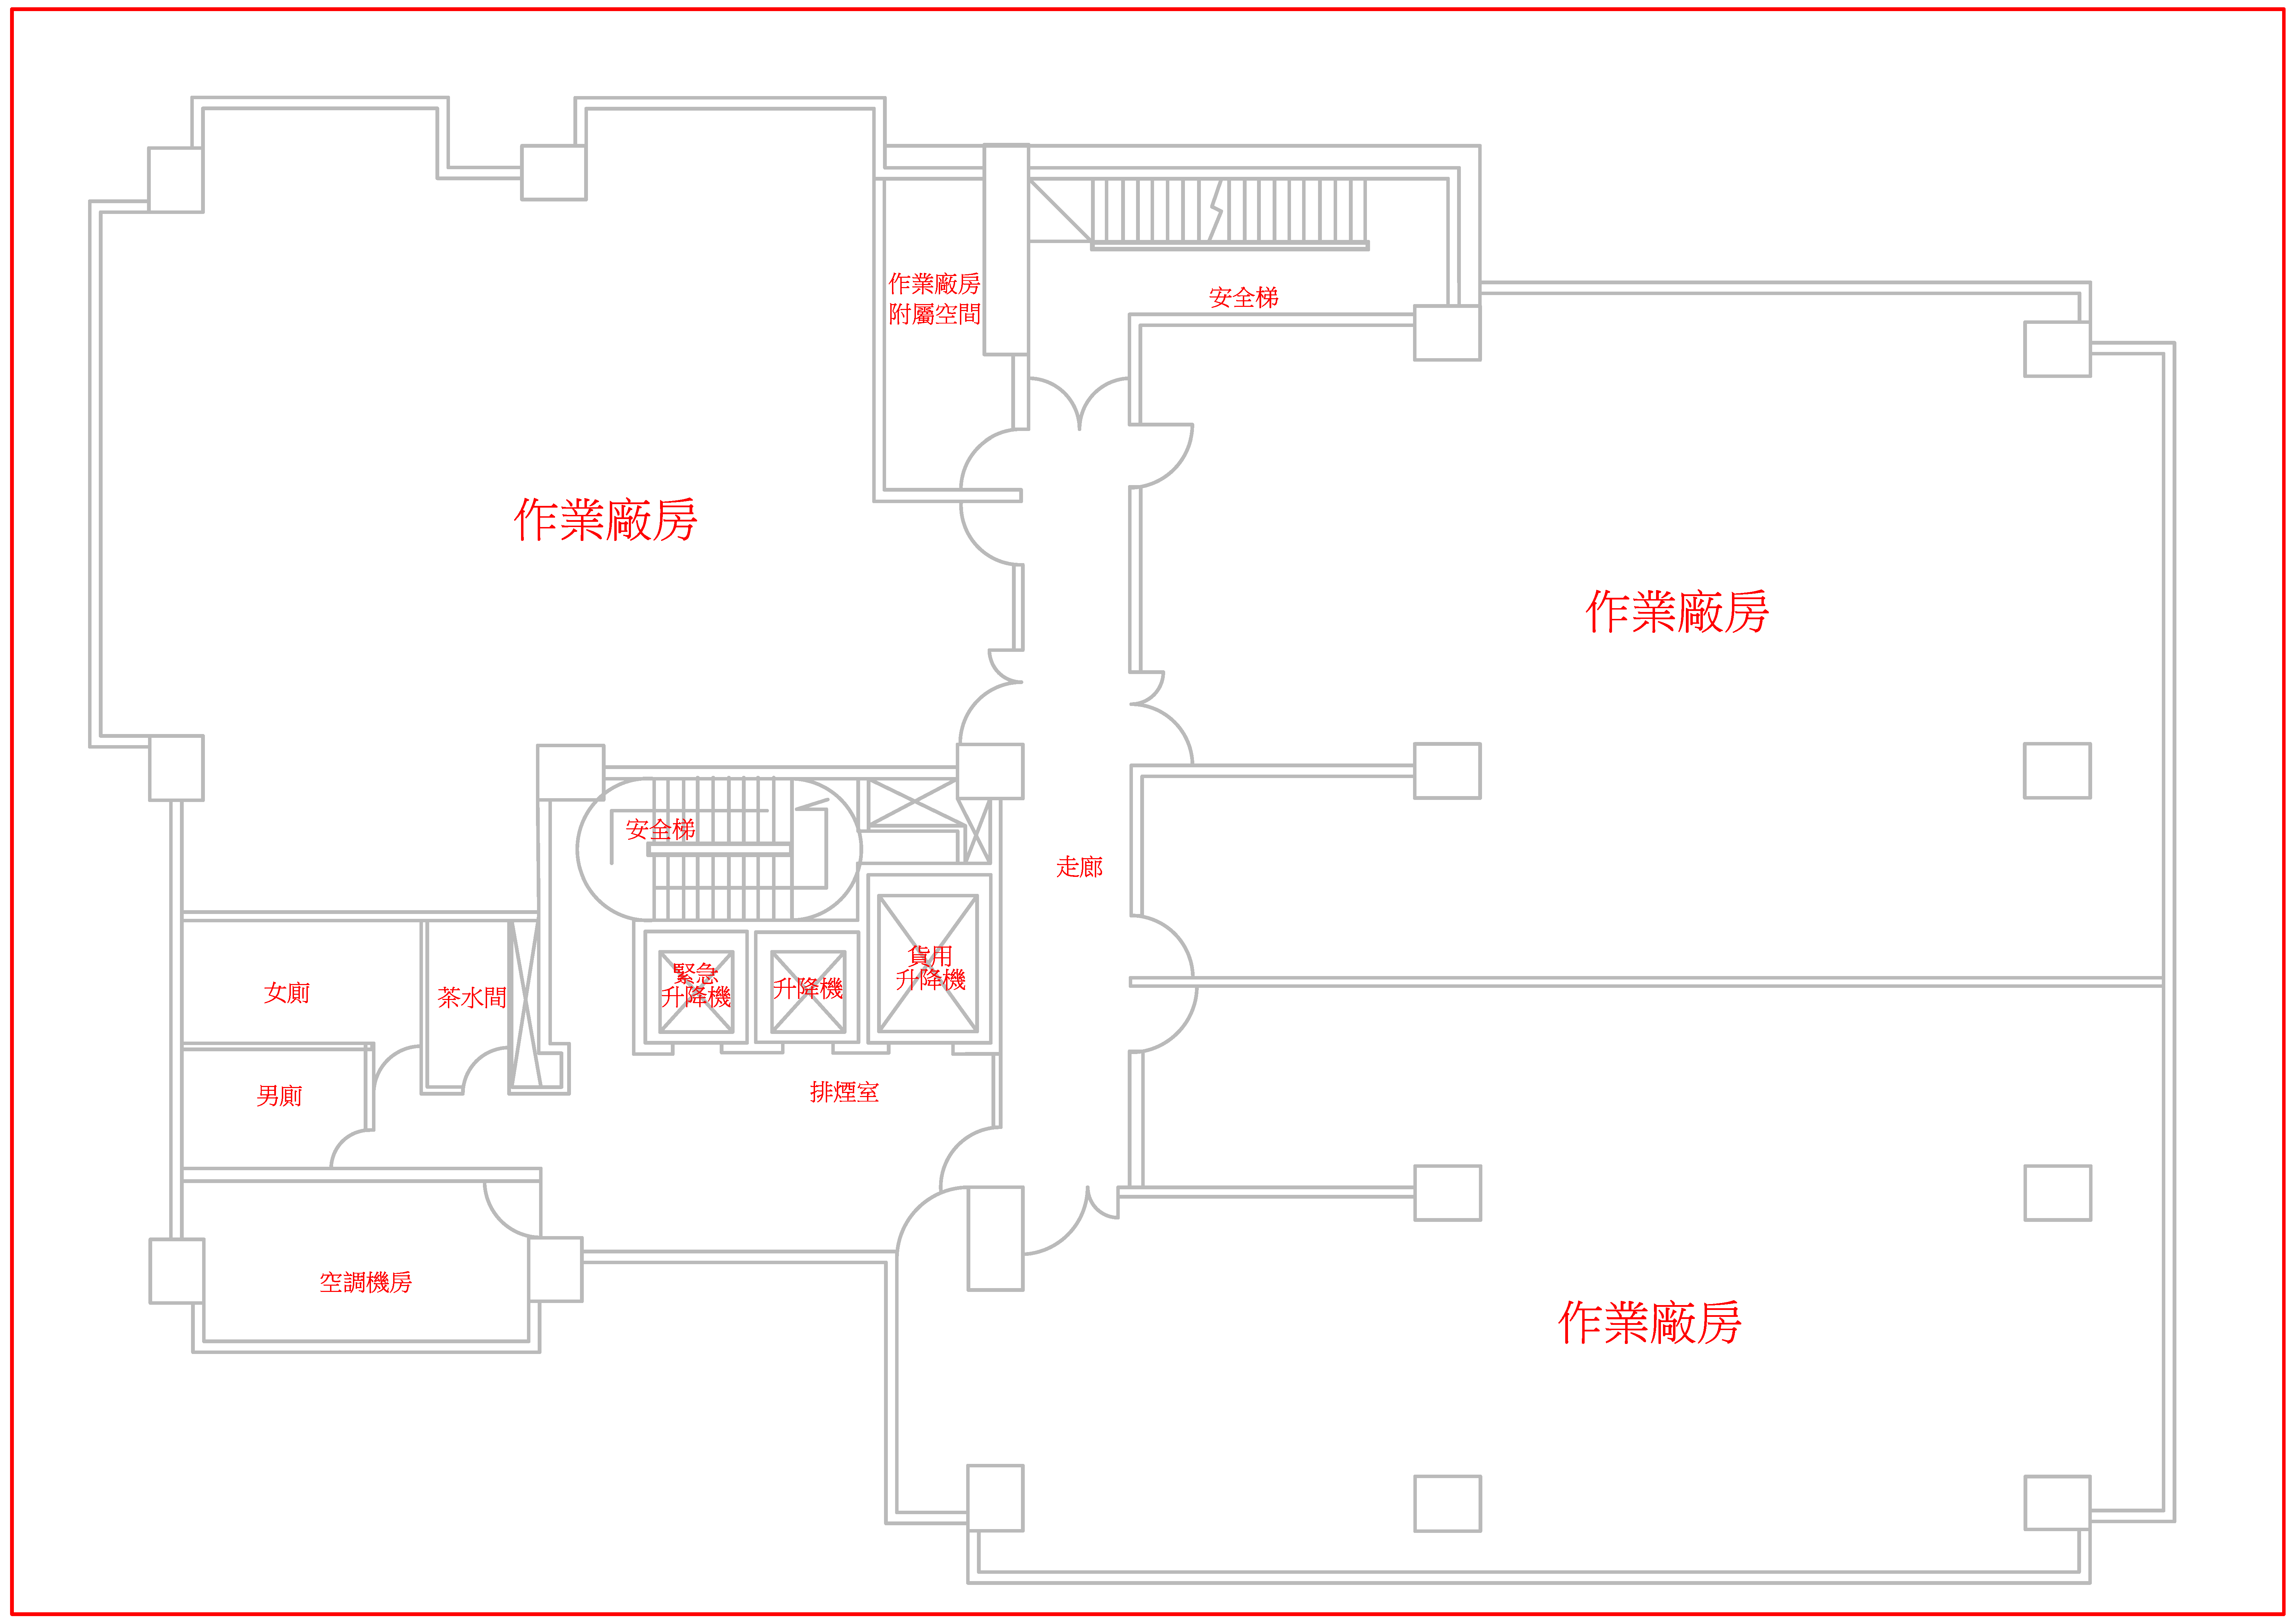 作業廠房
附屬空間
安全梯
作業廠房
作業廠房
安全梯
走廊
女廁
茶水間
緊急
升降機
升降機
貨用
升降機
男廁
排煙室
空調機房
作業廠房